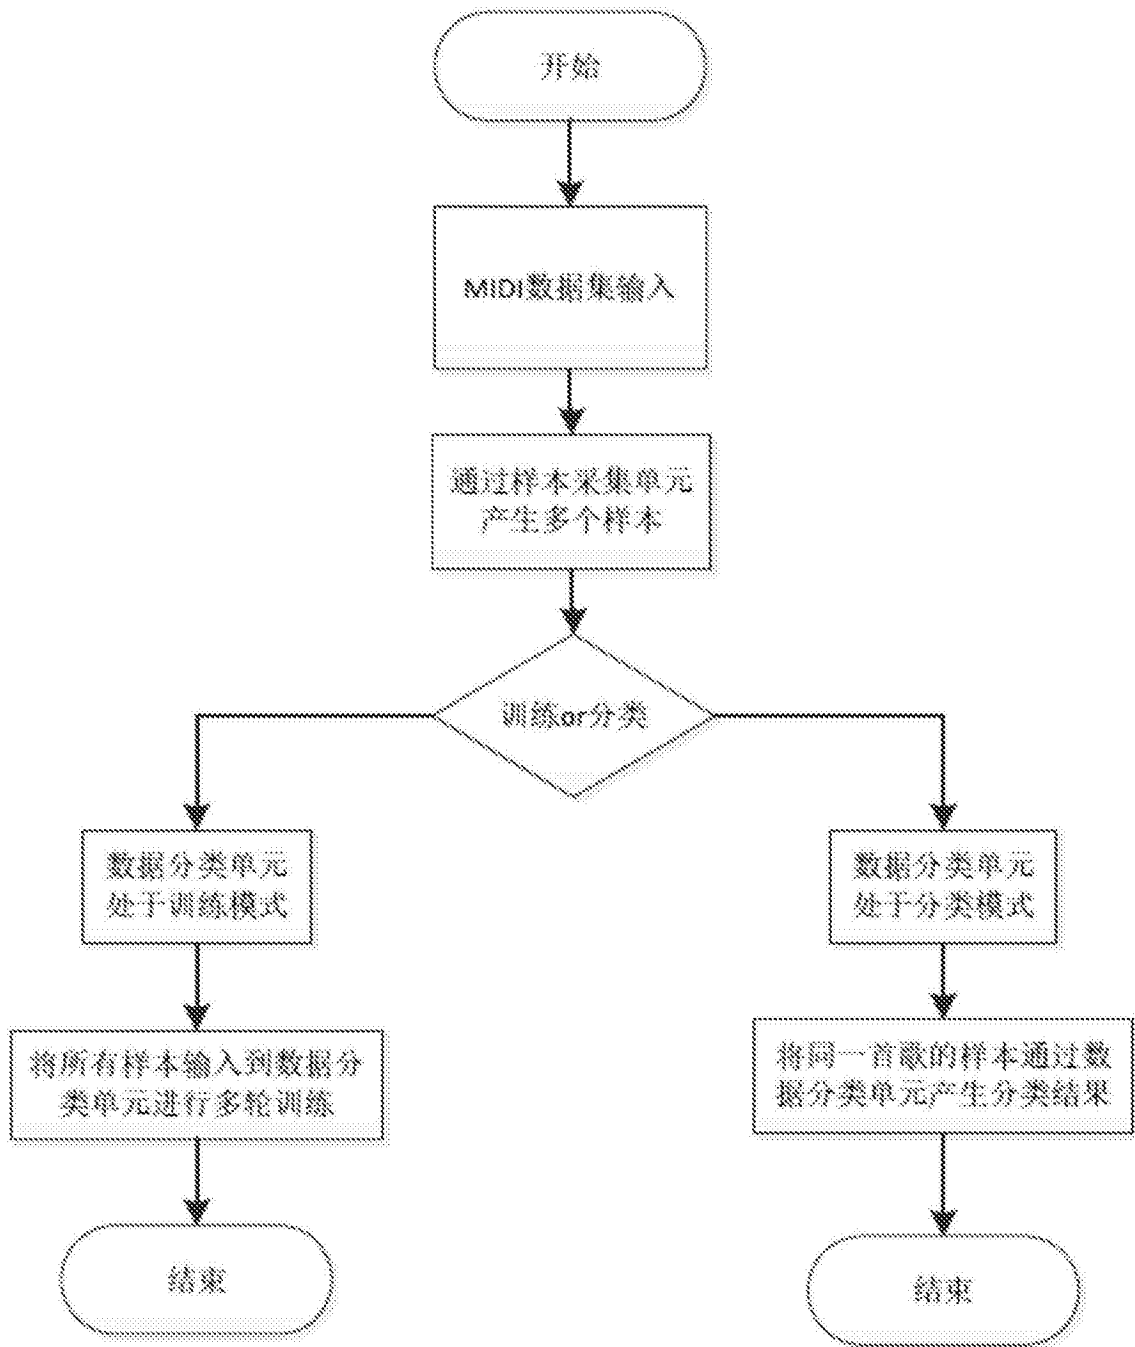 开始
MIDI数据集输入
通过样本采集单元
产生多个样本
训练or分类
数据分类单元
处于训练模式
将所有样本输入到数据分
类单元进行多轮训练
结束
数据分类单元
处于分类模式
将同一首歌的样本通过数
据分类单元产生分类结果
结束